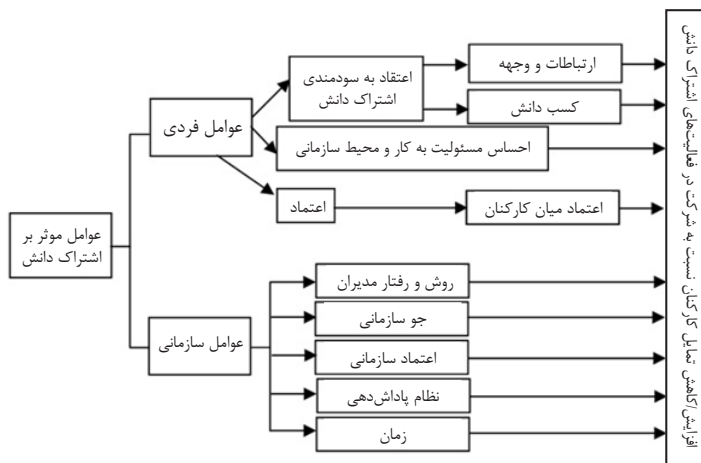 عوامل موثر بر
اشتراک دانش
عوامل فردی
اعتقاد به سودمندی
اشتراک دانش
ارتباطات و وجهه
کسب دانش
احساس مسئولیت به کار و محیط سازمانی
اعتماد
اعتماد میان کارکنان
عوامل سازمانی
روش و رفتار مدیران
جو سازمانی
اعتماد سازمانی
نظام پاداش‌دهی
زمان
افزایش/کاهش تمایل کارکنان نسبت به شرکت در فعالیت‌های اشتراک دانش